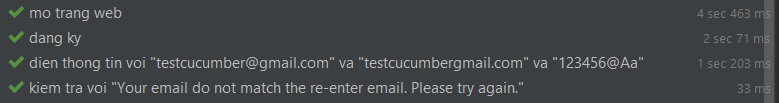 mo trang web 4 sec 463 ms
dang ky 2 sec 71 ms
dien thong tin voi "testcucumber@gmail.com" va "testcucumbergmail.com" va "123456@Aa" 1 sec 203 ms
kiem tra voi "Your email do not match the re-enter email. Please try again." 33 ms